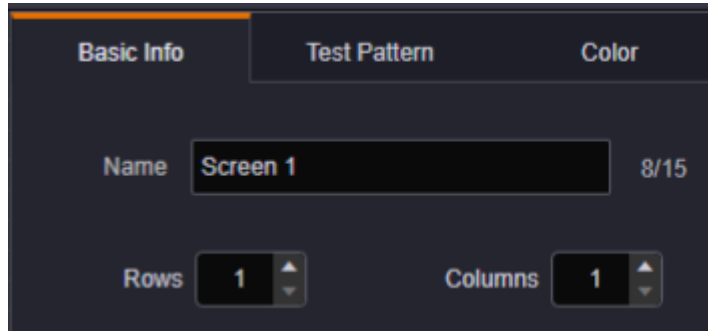 Basic Info Test Pattern Color
Name Screen 1 8/15
Rows 1 Columns 1